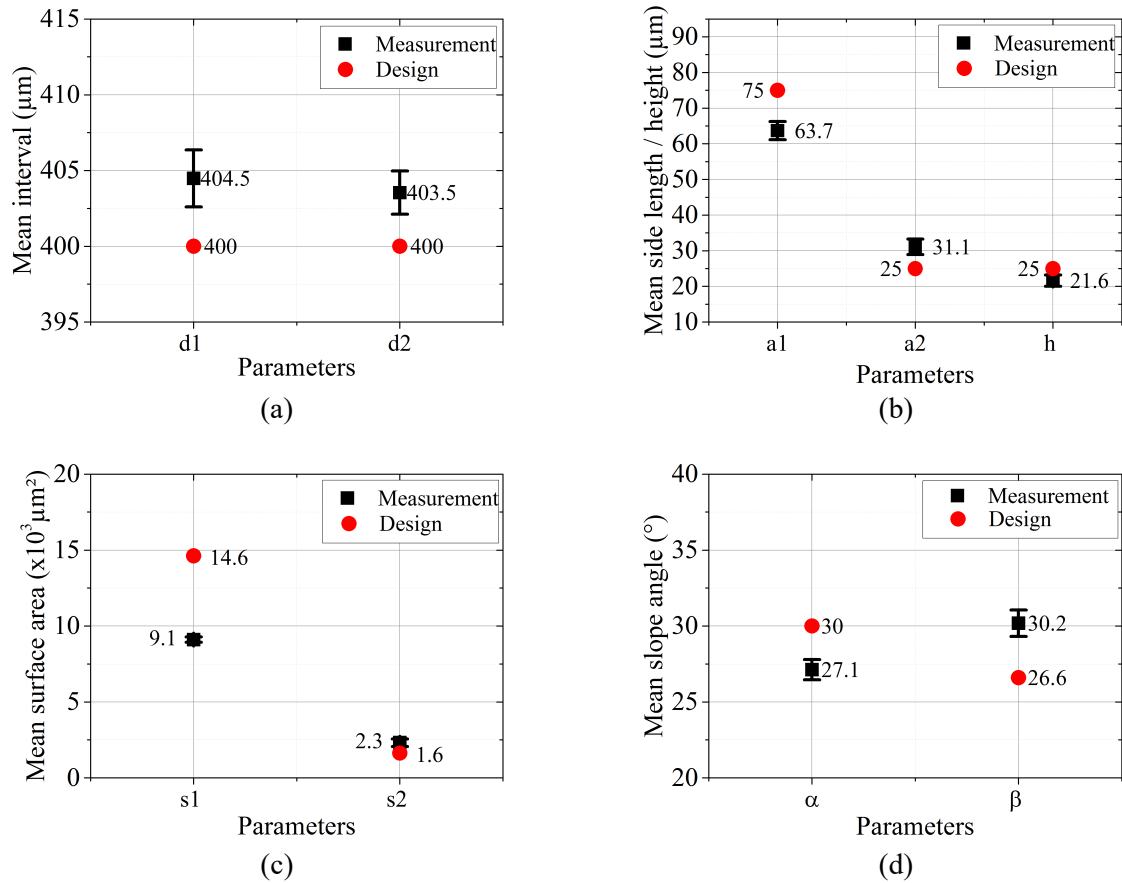 415
410
405
400
395
Mean interval (μm)
Measurement
Design
404.5
403.5
400
400
d1
d2
Parameters
(a)
90
80
70
60
50
40
30
20
10
Mean side length / height (μm)
Measurement
Design
75
63.7
31.1
25
25
21.6
a1
a2
h
Parameters
(b)
20
15
10
5
0
Mean surface area (x10³μm²)
Measurement
Design
14.6
9.1
2.3
1.6
s1
s2
Parameters
(c)
40
35
30
25
20
Mean slope angle (°)
Measurement
Design
30
30.2
27.1
26.6
α
β
Parameters
(d)